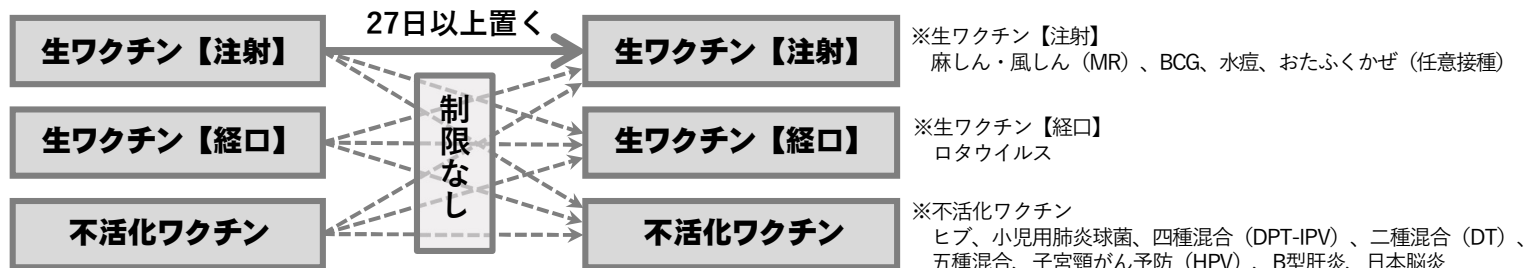 27日以上置く
生ワクチン【注射】
生ワクチン【注射】
※生ワクチン【注射】
麻しん・風しん（MR）、BCG、水痘、おたふくかぜ（任意接種）
制限なし
生ワクチン【経口】
生ワクチン【経口】
※生ワクチン【経口】
ロタウイルス
不活化ワクチン
不活化ワクチン
※不活化ワクチン
ヒブ、小児用肺炎球菌、四種混合（DPT-IPV）、二種混合（DT）、
五種混合、子宮頸がん予防（HPV）、B型肝炎、日本脳炎